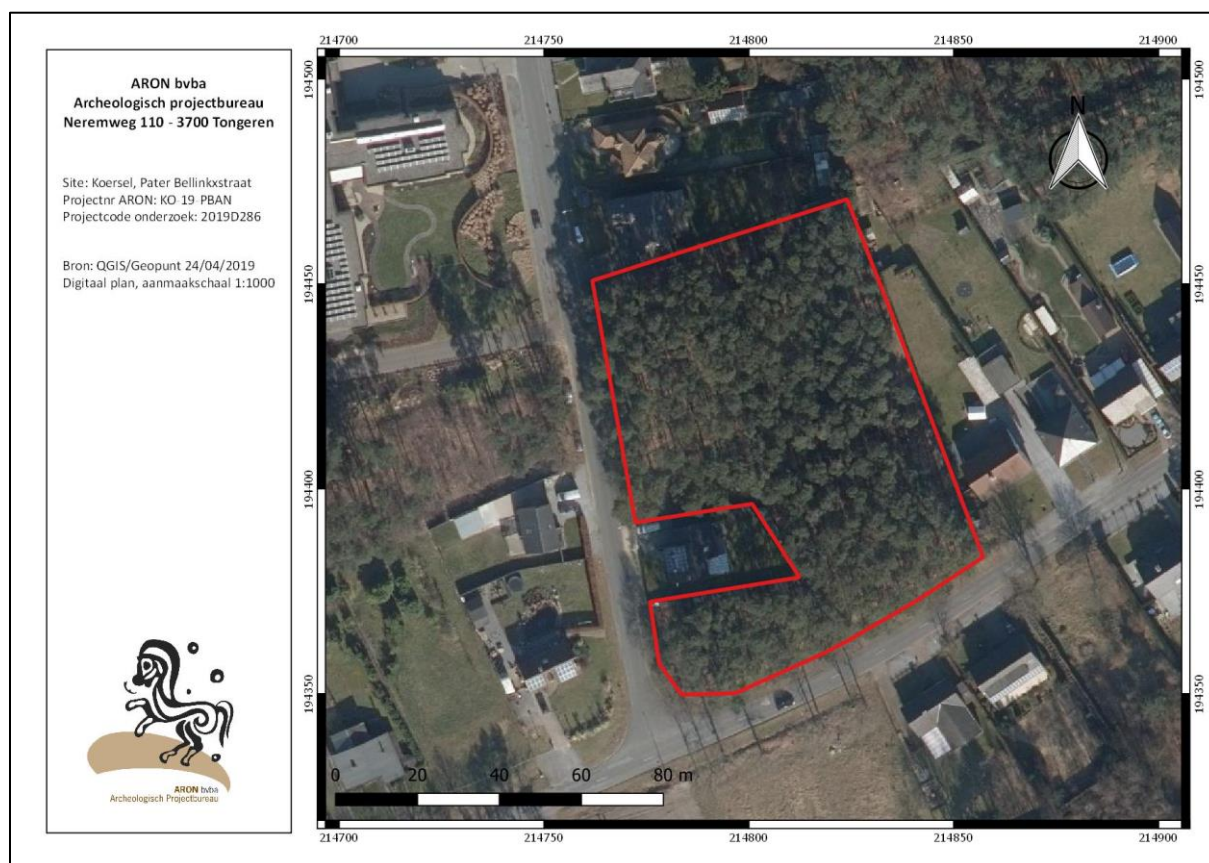 ARON bvba
Archeologisch projectbureau
Neremweg 110 - 3700 Tongeren
Site: Koersel, Pater Bellinkxstraat
Projectnr ARON: KO-19-PBAN
Projectcode onderzoek: 2019D286
Bron: QGIS/Geopunt 24/04/2019
Digitaal plan, aanmaakschaal 1:1000
ARON bvba
Archeologisch Projectbureau
214700 214750 214800 214850 214900
194500 194500
N
194450 194450
194400 194400
194350 194350
0 20 40 60 80 m
214700 214750 214800 214850 214900